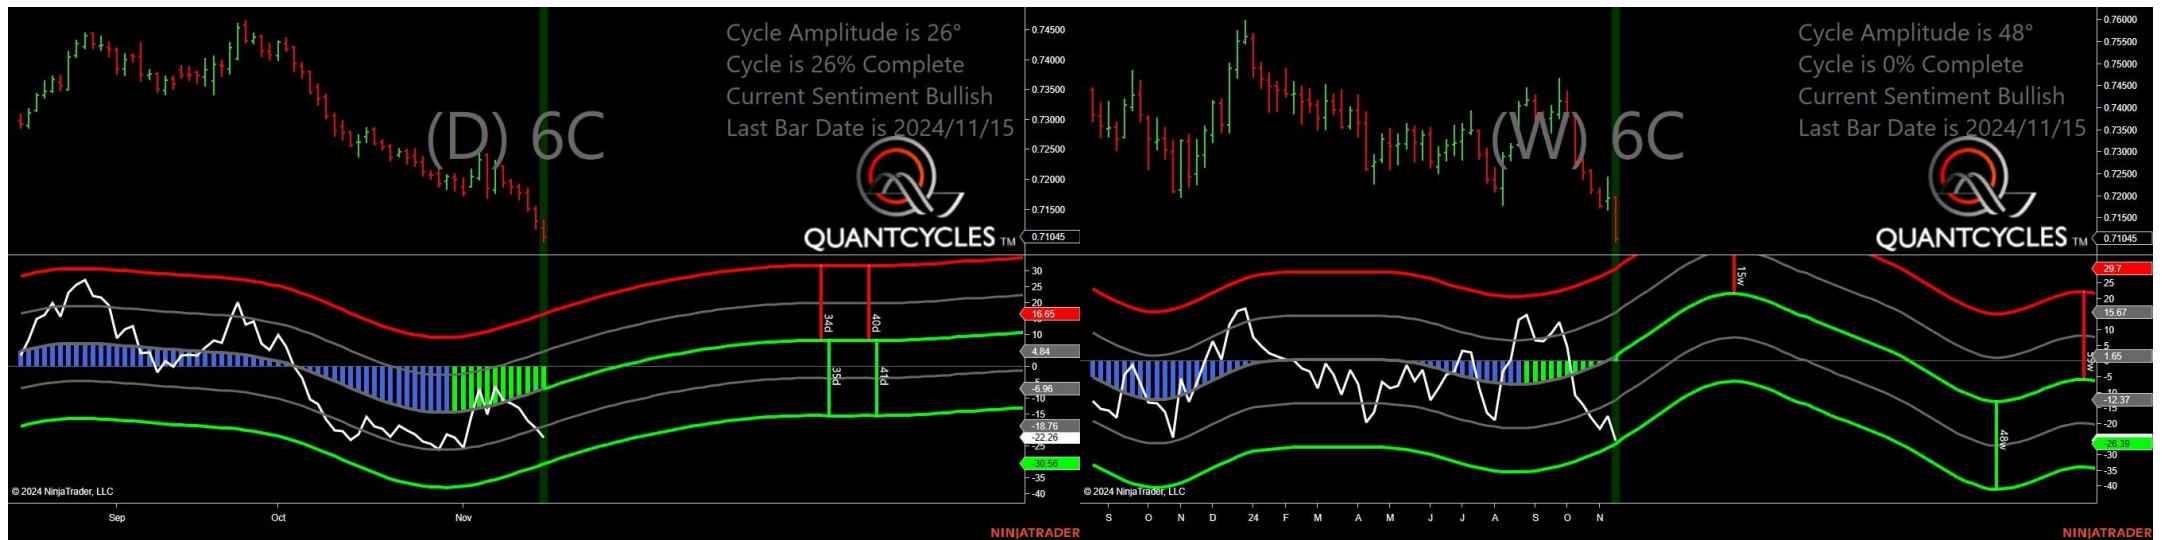 Cycle Amplitude is 26°
Cycle is 26% Complete
Current Sentiment Bullish
Last Bar Date is 2024/11/15
(D) 6C
QUANTCYCLES TM
0.74500
0.74000
0.73500
0.73000
0.72500
0.72000
0.71500
0.71045
30
25
20
16.65
10
4.84
0
-5
-6.96
-10
-15
-18.76
-22.26
-25
-30.56
-35
-40
34d
40d
35d
41d
© 2024 NinjaTrader, LLC
Sep
Oct
Nov
NINJATRADER
Cycle Amplitude is 48°
Cycle is 0% Complete
Current Sentiment Bullish
Last Bar Date is 2024/11/15
(W) 6C
QUANTCYCLES TM
0.76000
0.75500
0.75000
0.74500
0.74000
0.73500
0.73000
0.72500
0.72000
0.71500
0.71045
29.7
25
20
15.67
10
5
1.65
-5
-12.37
-15
-20
-26.39
-30
-35
-40
15w
48w
© 2024 NinjaTrader, LLC
S
O
N
D
24
F
M
A
M
J
J
A
S
O
N
NINJATRADER